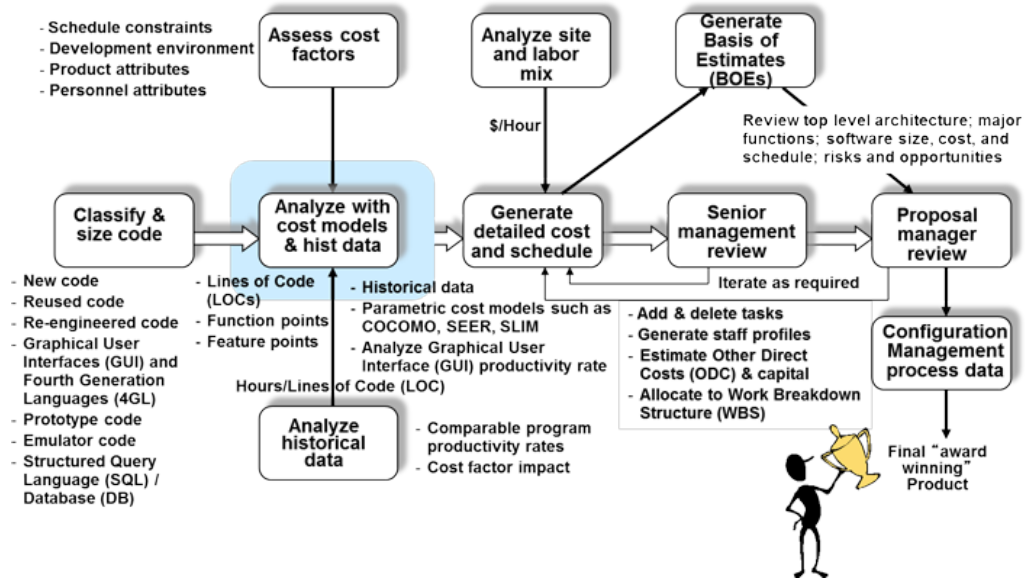 - Schedule constraints
- Development environment
- Product attributes
- Personnel attributes
Assess cost
factors
Analyze site
and labor
mix
Generate
Basis of
Estimates
(BOEs)
$/Hour
Review top level architecture; major
functions; software size, cost, and
schedule; risks and opportunities
Classify &
size code
Analyze with
cost models
& hist data
Generate
detailed cost
and schedule
Senior
management
review
Proposal
manager
review
Iterate as required
- New code
- Reused code
- Re-engineered code
- Graphical User
Interfaces (GUI) and
Fourth Generation
Languages (4GL)
- Prototype code
- Emulator code
- Structured Query
Language (SQL) /
Database (DB)
- Lines of Code
(LOCs)
- Function points
- Feature points
- Historical data
- Parametric cost models such as
COCOMO, SEER, SLIM
- Analyze Graphical User
Interface (GUI) productivity rate
Hours/Lines of Code (LOC)
Analyze
historical
data
- Comparable program
productivity rates
- Cost factor impact
- Add & delete tasks
- Generate staff profiles
- Estimate Other Direct
Costs (ODC) & capital
- Allocate to Work Breakdown
Structure (WBS)
Configuration
Management
process data
Final “award
winning”
Product